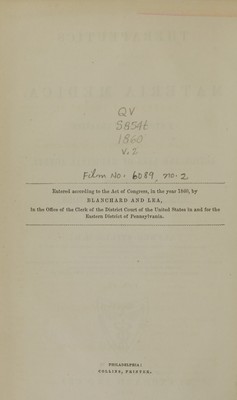 QV
S854t
1860
v.2
Film No. 6089, no. 2
Entered according to the Act of Congress, in the year 1860, by
BLANCHARD AND LEA,
in the Office of the Clerk of the District Court of the United States in and for the
Eastern District of Pennsylvania.
PHILADELPHIA:
COLLINS, PRINTER.